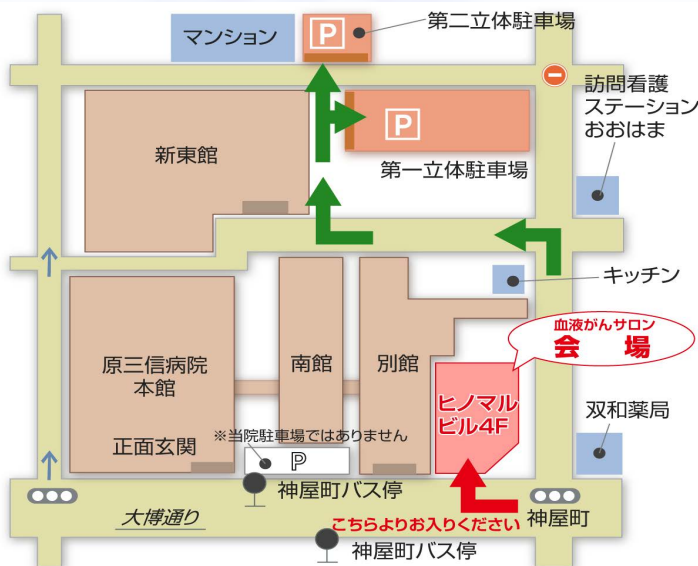 マンション
P
第二立体駐車場
訪問看護
ステーション
おおはま
新東館
P
第一立体駐車場
キッチン
血液がんサロン
会 場
原三信病院
本館
南館
別館
ヒノマル
ビル4F
双和薬局
正面玄関
※当院駐車場ではありません
P
神屋町バス停
大博通り
こちらよりお入りください
神屋町
神屋町バス停